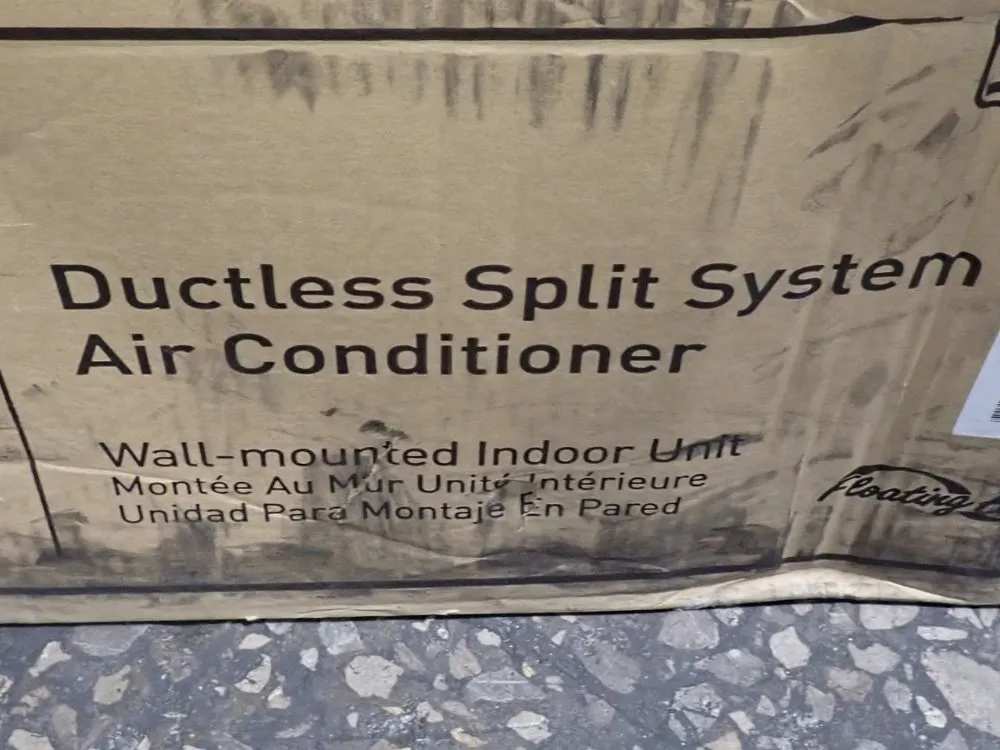 Ductless Split System
Air Conditioner
Wall-mounted Indoor Unit
Montée Au Mur Unité Intérieure
Unidad Para Montaje En Pared
Floating